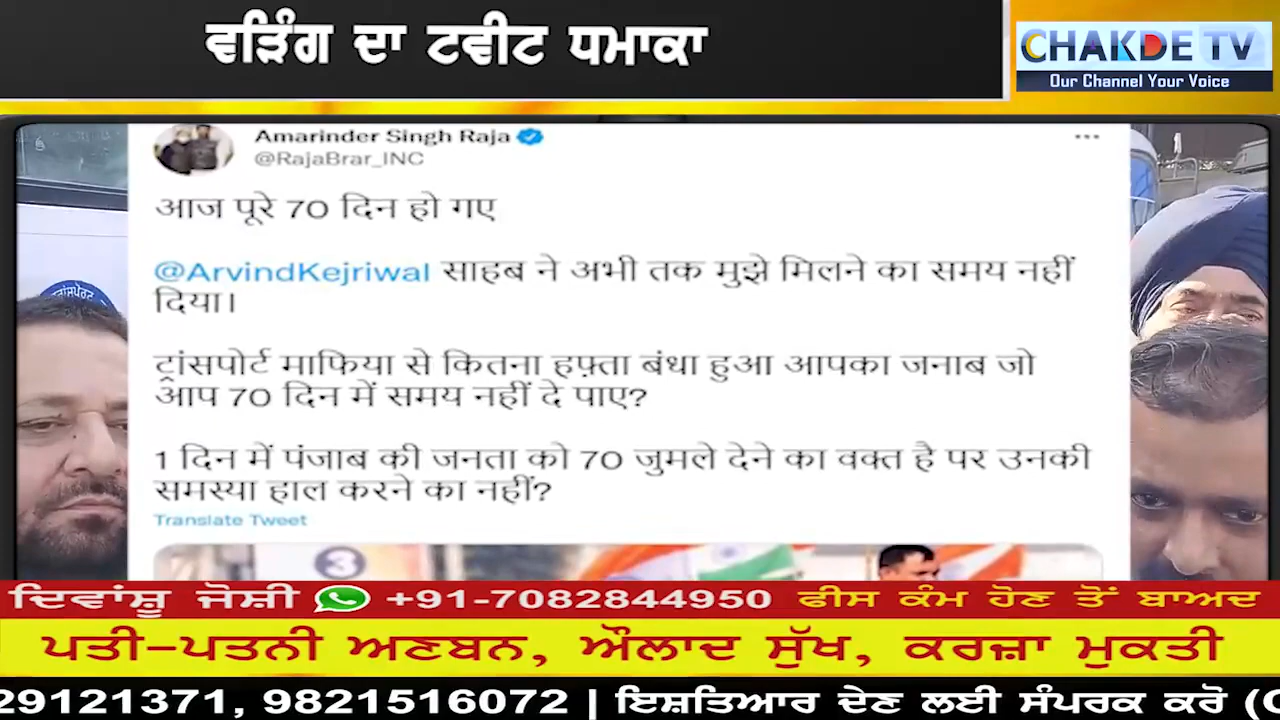 ਵੜਿੰਗ ਦਾ ਟਵੀਟ ਧਮਾਕਾ
CHAKDE TV
Our Channel Your Voice
Amarinder Singh Raja
@RajaBrar_INC
आज पूरे 70 दिन हो गए
@ArvindKejriwal साहब ने अभी तक मुझे मिलने का समय नहीं
दिया।
ट्रांसपोर्ट माफिया से कितना हफ़्ता बंधा हुआ आपका जनाब जो
आप 70 दिन में समय नहीं दे पाए?
1 दिन में पंजाब की जनता को 70 जुमले देने का वक्त है पर उनकी
समस्या हाल करने का नहीं?
Translate Tweet
3
ਦਿਵਾਂਸ਼ੂ ਜੋਸ਼ੀ +91-7082844950 ਫੀਸ ਕੰਮ ਹੋਣ ਤੋਂ ਬਾਅਦ
ਪਤੀ-ਪਤਨੀ ਅਣਬਨ, ਔਲਾਦ ਸੁੱਖ, ਕਰਜ਼ਾ ਮੁਕਤੀ
29121371, 9821516072 | ਇਸ਼ਤਿਆਰ ਦੇਣ ਲਈ ਸੰਪਰਕ ਕਰੋ (